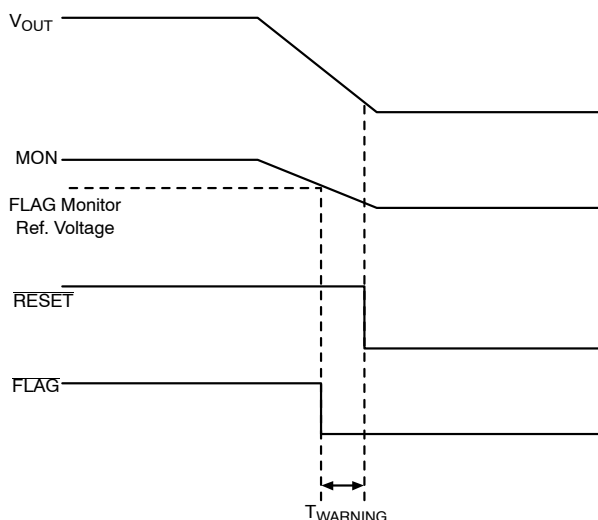 VOUT
MON
FLAG Monitor
Ref. Voltage
RESET
FLAG
TWARNING